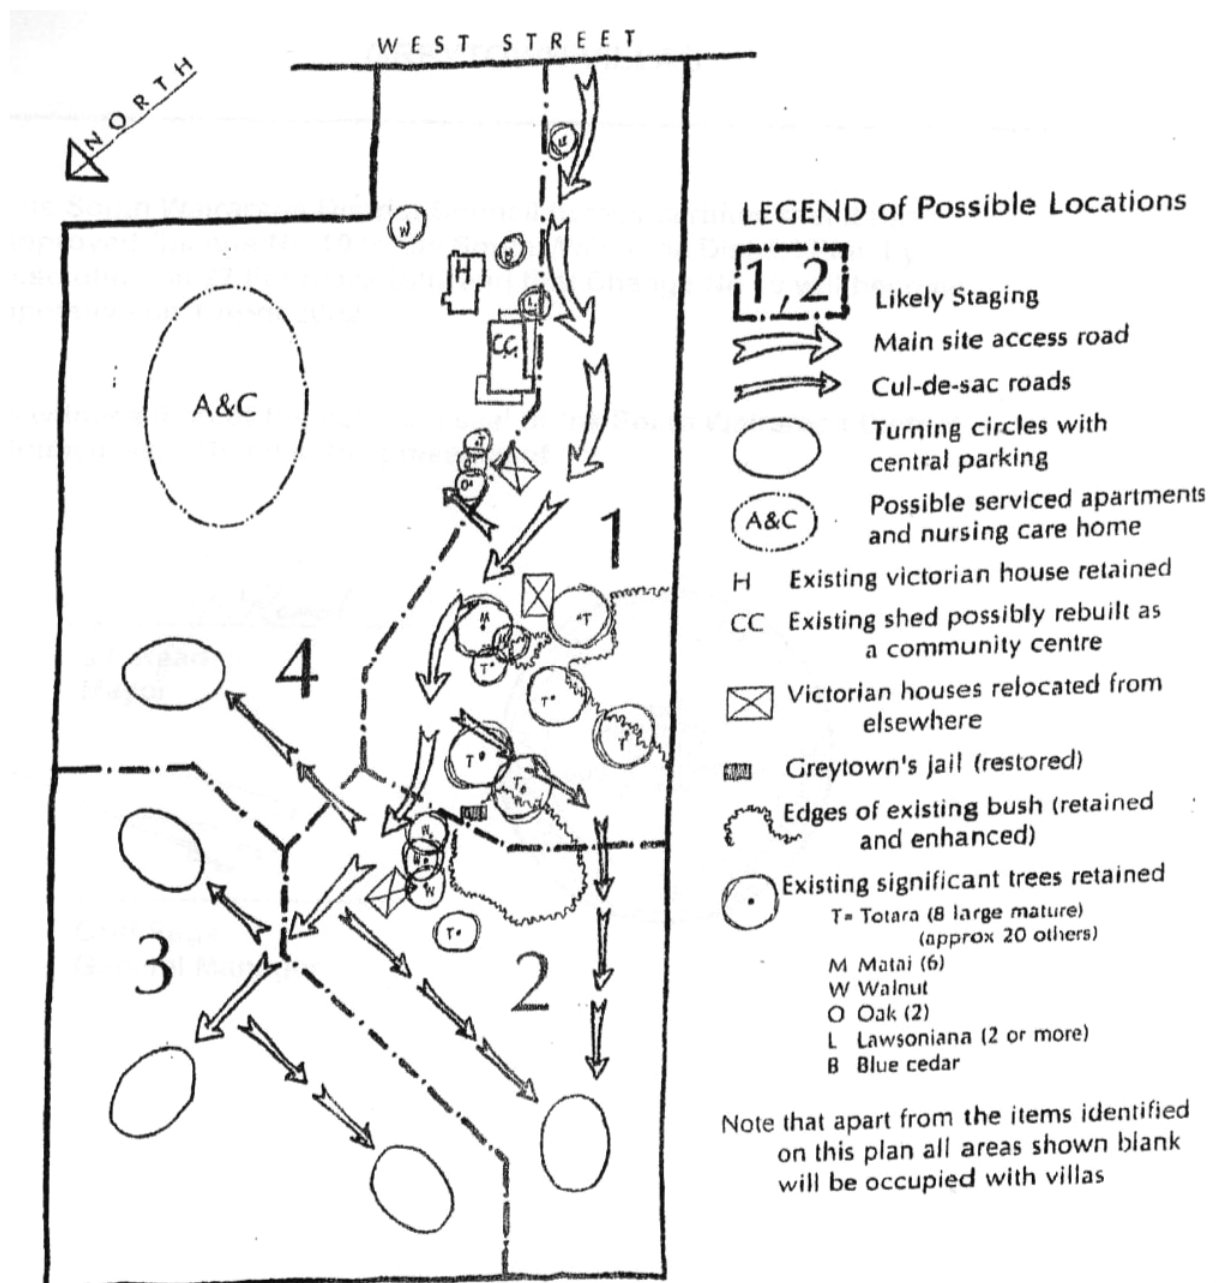 WEST STREET
NORTH
W
W
H
L
CC
A&C
T
O
O
1
M
T
T
T
4
T
T
T
W
W
3
T
2
LEGEND of Possible Locations
1,2 Likely Staging
Main site access road
Cul-de-sac roads
Turning circles with
central parking
A&C Possible serviced apartments
and nursing care home
H Existing victorian house retained
CC Existing shed possibly rebuilt as
a community centre
Victorian houses relocated from
elsewhere
Greytown's jail (restored)
Edges of existing bush (retained
and enhanced)
Existing significant trees retained
T= Totara (8 large mature)
(approx 20 others)
M Matai (6)
W Walnut
O Oak (2)
L Lawsoniana (2 or more)
B Blue cedar
Note that apart from the items identified
on this plan all areas shown blank
will be occupied with villas